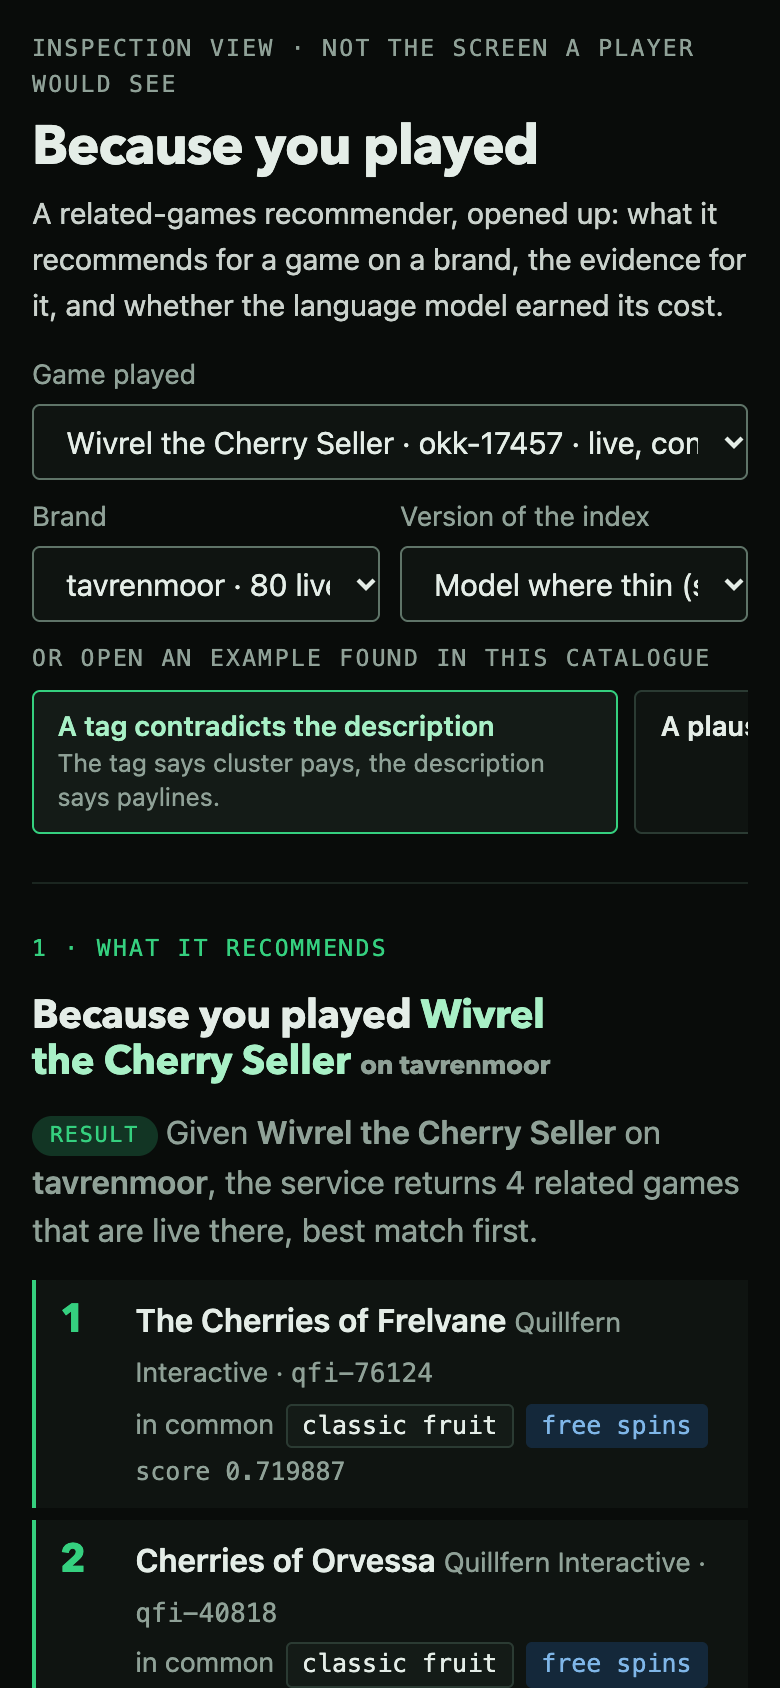 INSPECTION VIEW · NOT THE SCREEN A PLAYER
WOULD SEE
Because you played
A related-games recommender, opened up: what it
recommends for a game on a brand, the evidence for
it, and whether the language model earned its cost.
Game played
Wivrel the Cherry Seller · okk-17457 · live, con
Brand
Version of the index
tavrenmoor · 80 live
Model where thin (s
OR OPEN AN EXAMPLE FOUND IN THIS CATALOGUE
A tag contradicts the description
The tag says cluster pays, the description
says paylines.
A plaus
1 · WHAT IT RECOMMENDS
Because you played Wivrel
the Cherry Seller on tavrenmoor
RESULT Given Wivrel the Cherry Seller on
tavrenmoor, the service returns 4 related games
that are live there, best match first.
1 The Cherries of Frelvane Quillfern
Interactive · qfi-76124
in common classic fruit free spins
score 0.719887
2 Cherries of Orvessa Quillfern Interactive ·
qfi-40818
in common classic fruit free spins